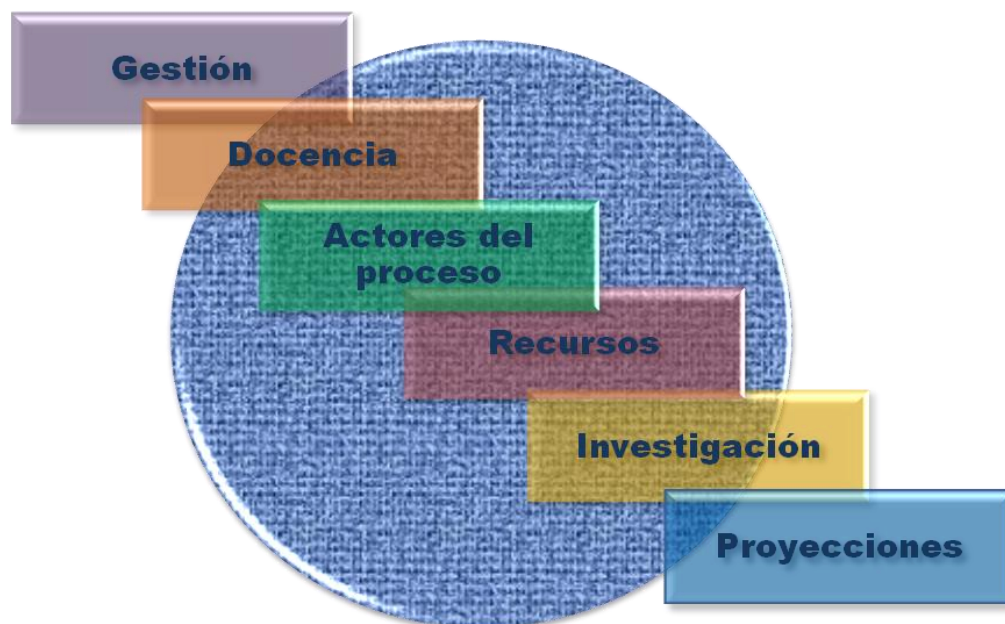 Gestión
Docencia
Actores del
proceso
Recursos
Investigación
Proyecciones